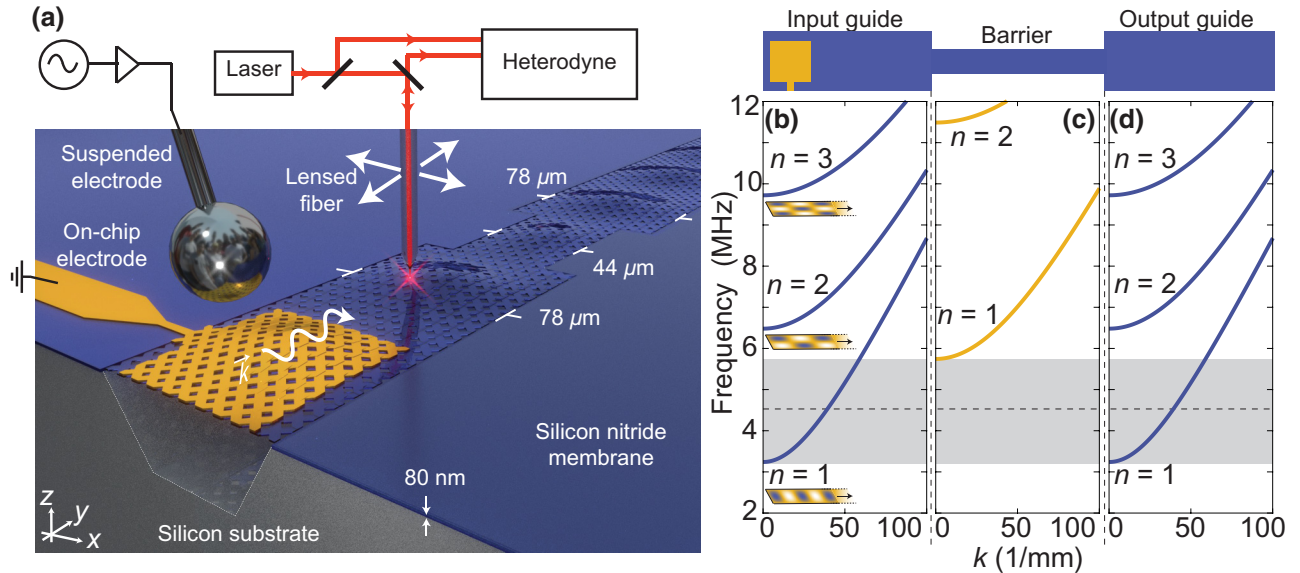 (a)
Laser
Heterodyne
Suspended
electrode
On-chip
electrode
Lensed
fiber
78 µm
44 µm
78 µm
k
80 nm
Silicon nitride
membrane
Silicon substrate
z
y
x
Input guide
Barrier
Output guide
(b)
(c)
(d)
Frequency (MHz)
12
10
8
6
4
2
n = 3
n = 2
n = 1
n = 2
n = 1
n = 3
n = 2
n = 1
0
50
100
0
50
100
0
50
100
k (1/mm)